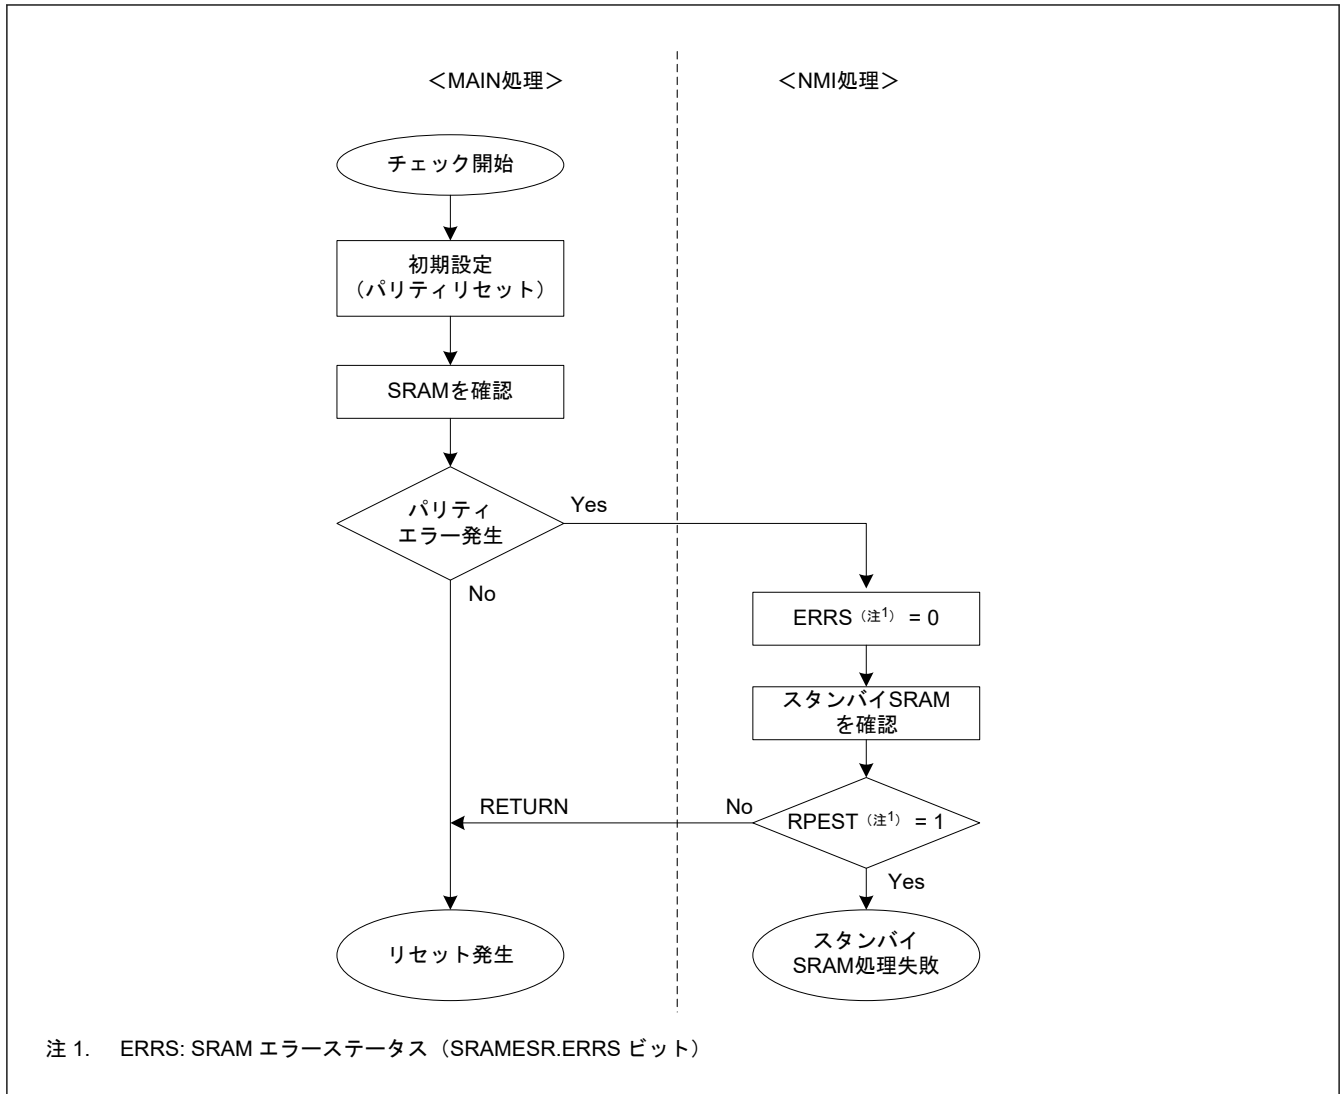 ＜MAIN処理＞
＜NMI処理＞
チェック開始
初期設定
（パリティリセット）
SRAMを確認
パリティ
エラー発生
Yes
No
ERRS（注1） = 0
スタンバイSRAM
を確認
RETURN
No
RPEST（注1） = 1
Yes
リセット発生
スタンバイ
SRAM処理失敗
注 1. ERRS: SRAM エラーステータス（SRAMESR.ERRS ビット）